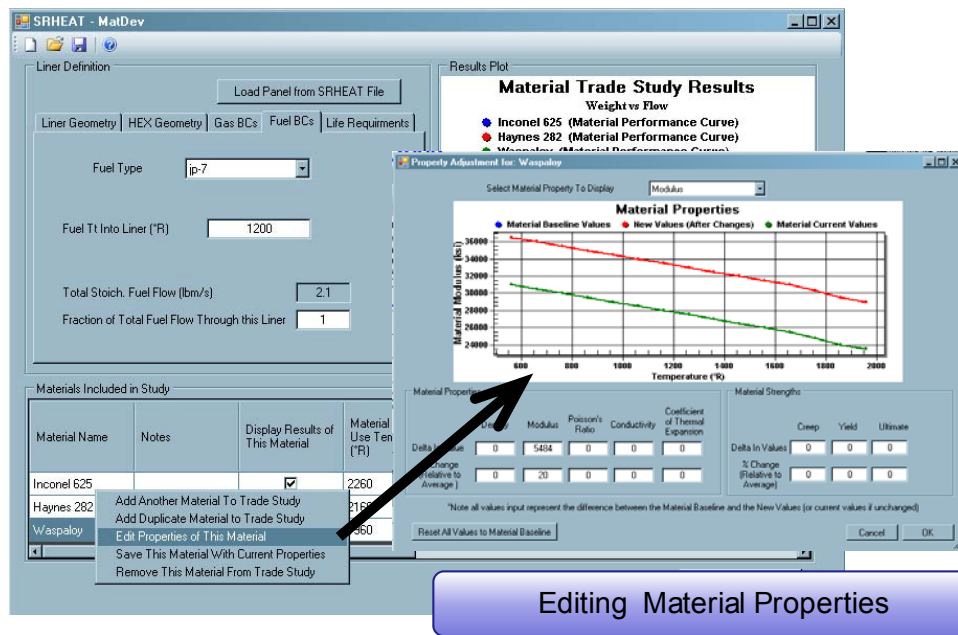 SRHEAT - MatDev
Liner Definition
Load Panel from SRHEAT File
Liner Geometry HEX Geometry Gas BCs Fuel BCs Life Requirments
Fuel Type jp-7
Fuel Tt Into Liner (°R) 1200
Total Stoich. Fuel Flow (lbm/s) 2.1
Fraction of Total Fuel Flow Through this Liner 1
Results Plot
Material Trade Study Results
Weight vs Flow
Inconel 625 (Material Performance Curve)
Haynes 282 (Material Performance Curve)
Waspaloy (Material Performance Curve)
Property Adjustment for: Waspaloy
Select Material Property To Display Modulus
Material Properties
Material Baseline Values New Values (After Changes) Material Current Values
Material Modulus (ksi)
36000
34000
32000
30000
28000
26000
24000
600 800 1000 1200 1400 1600 1800 2000
Temperature (°R)
Material Properties
Modulus
Poisson's Ratio
Conductivity
Coefficient of Thermal Expansion
Delta In Value 0 5484 0 0 0
Change (Relative to Average ) 0 20 0 0 0
Material Strengths
Creep Yield Ultimate
Delta In Values 0 0 0
% Change (Relative to Average) 0 0 0
*Note all values input represent the difference between the Material Baseline and the New Values (or current values if unchanged)
Reset All Values to Material Baseline
Cancel OK
Materials Included in Study
Material Name
Notes
Display Results of This Material
Material
Use
(°R)
Inconel 625 2260
Haynes 282
Waspaloy
Add Another Material To Trade Study
Add Duplicate Material to Trade Study
Edit Properties of This Material
Save This Material With Current Properties
Remove This Material From Trade Study
Editing Material Properties